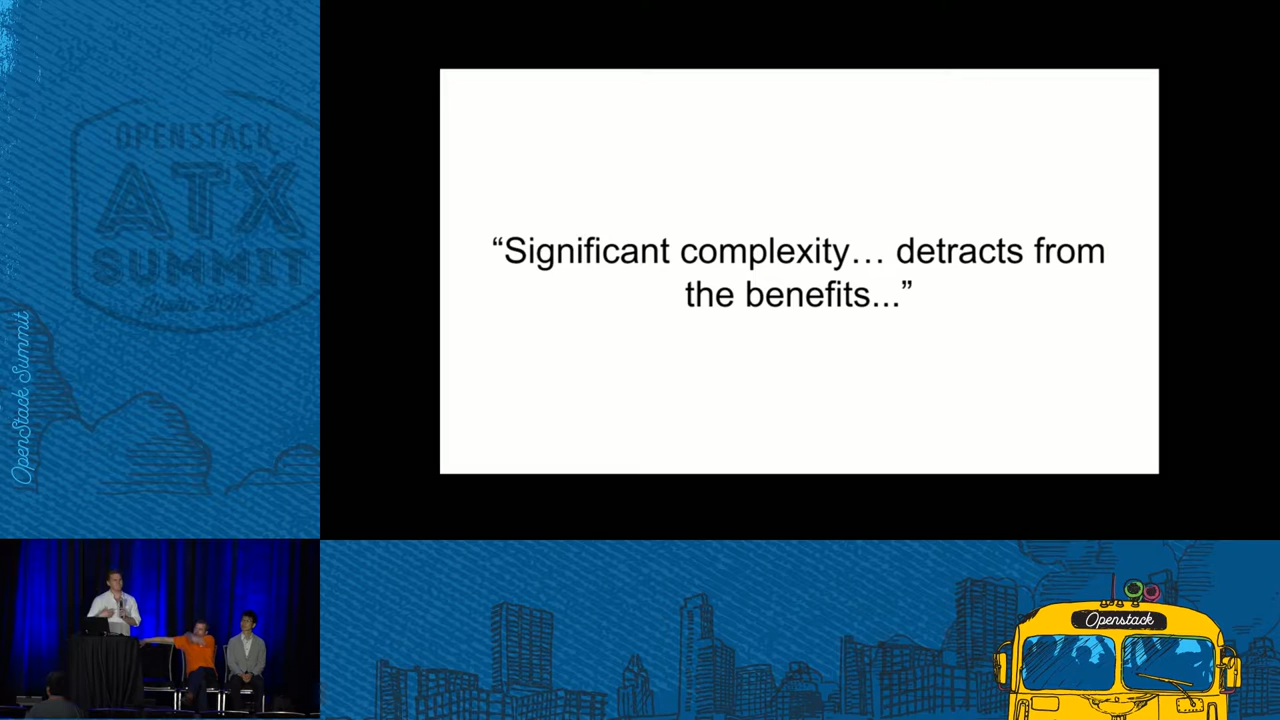 OPENSTACK
ATX
SUMMIT
OpenStack Summit
“Significant complexity… detracts from
the benefits...”
Openstack